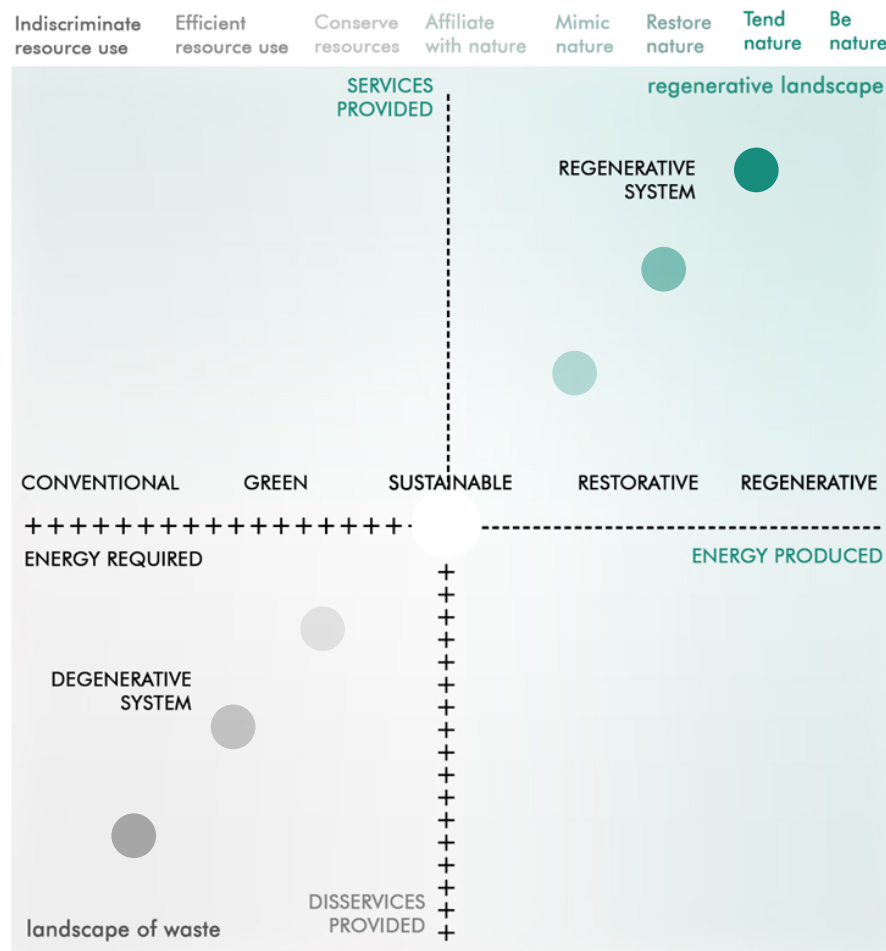 Indiscriminate
resource use
Efficient
resource use
Conserve
resources
Affiliate
with nature
Mimic
nature
Restore
nature
Tend
nature
Be
nature
SERVICES
PROVIDED
regenerative landscape
REGENERATIVE
SYSTEM
CONVENTIONAL
GREEN
SUSTAINABLE
RESTORATIVE
REGENERATIVE
ENERGY REQUIRED
ENERGY PRODUCED
DEGENERATIVE
SYSTEM
DISSERVICES
PROVIDED
landscape of waste